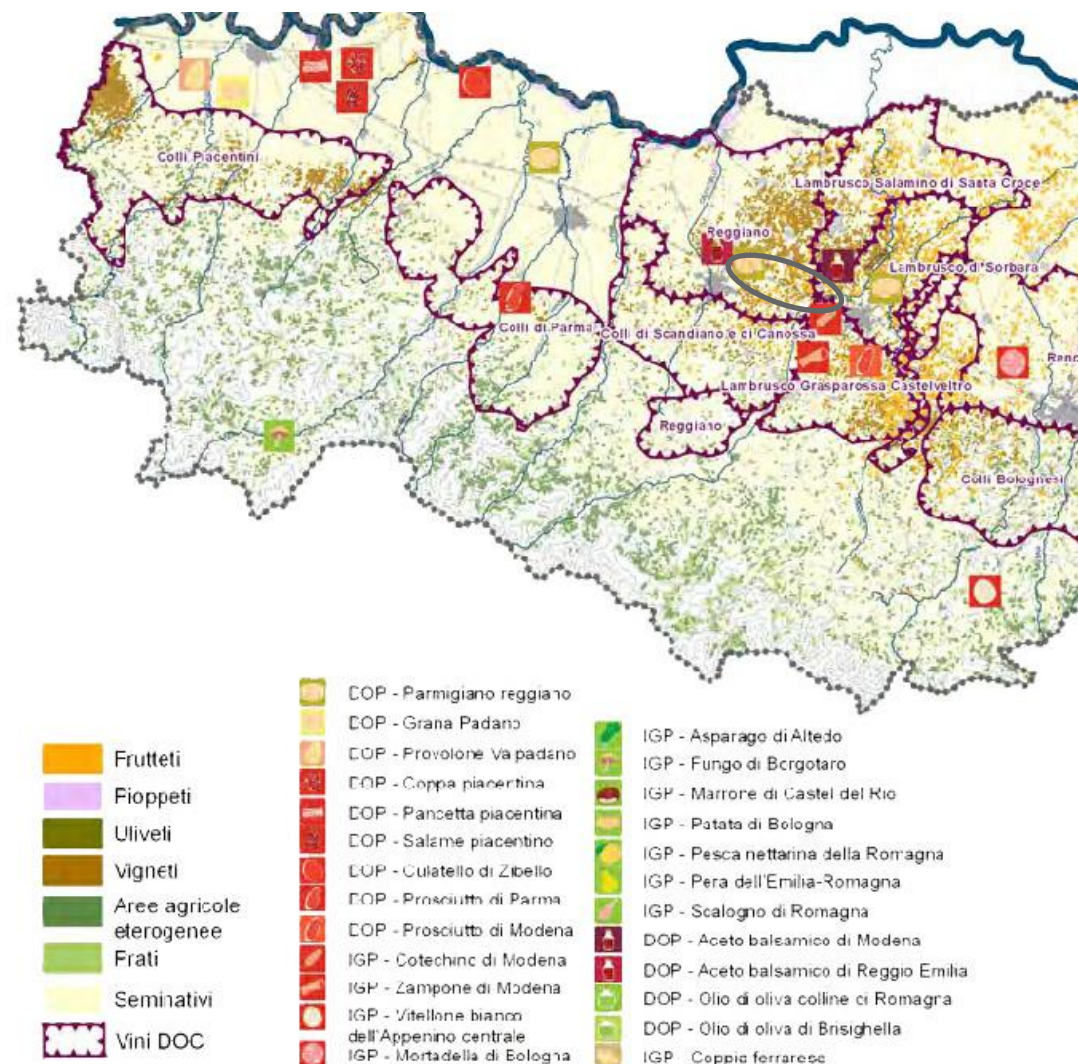 Colli Piacentini
Lambrusco Salamino di Santa Croce
Reggiano
Lambrusco di Sorbara
Colli di Parma
Colli di Scandiano e ci Canossa
Reno
Lambrusco Grasparossa Castelvetro
Reggiano
Colli Bolognesi
Frutteti
Pioppeti
Uliveti
Vigneti
Aree agricole
eterogenee
Prati
Seminativi
Vini DOC
DOP - Parmigiano reggiano
DOP - Grana Padano
DOP - Provolone Valpadano
DOP - Coppa piacentina
DOP - Pancetta piacentina
DOP - Salame piacentino
DOP - Culatello di Zibello
DOP - Prosciutto di Parma
DOP - Prosciutto di Modena
IGP - Cotechino di Modena
IGP - Zampone di Modena
IGP - Vitellone bianco
dell'Appenino centrale
IGP - Mortadella di Bologna
IGP - Asparago di Altedo
IGP - Fungo di Borgotaro
IGP - Marrone di Castel del Rio
IGP - Patata di Bologna
IGP - Pesca nettarina della Romagna
IGP - Pera dell'Emilia-Romagna
IGP - Scalogno di Romagna
DOP - Aceto balsamico di Modena
DOP - Aceto balsamico di Reggio Emilia
DOP - Olio di oliva colline di Romagna
DOP - Olio di oliva di Brisighella
IGP - Coppia ferrarese